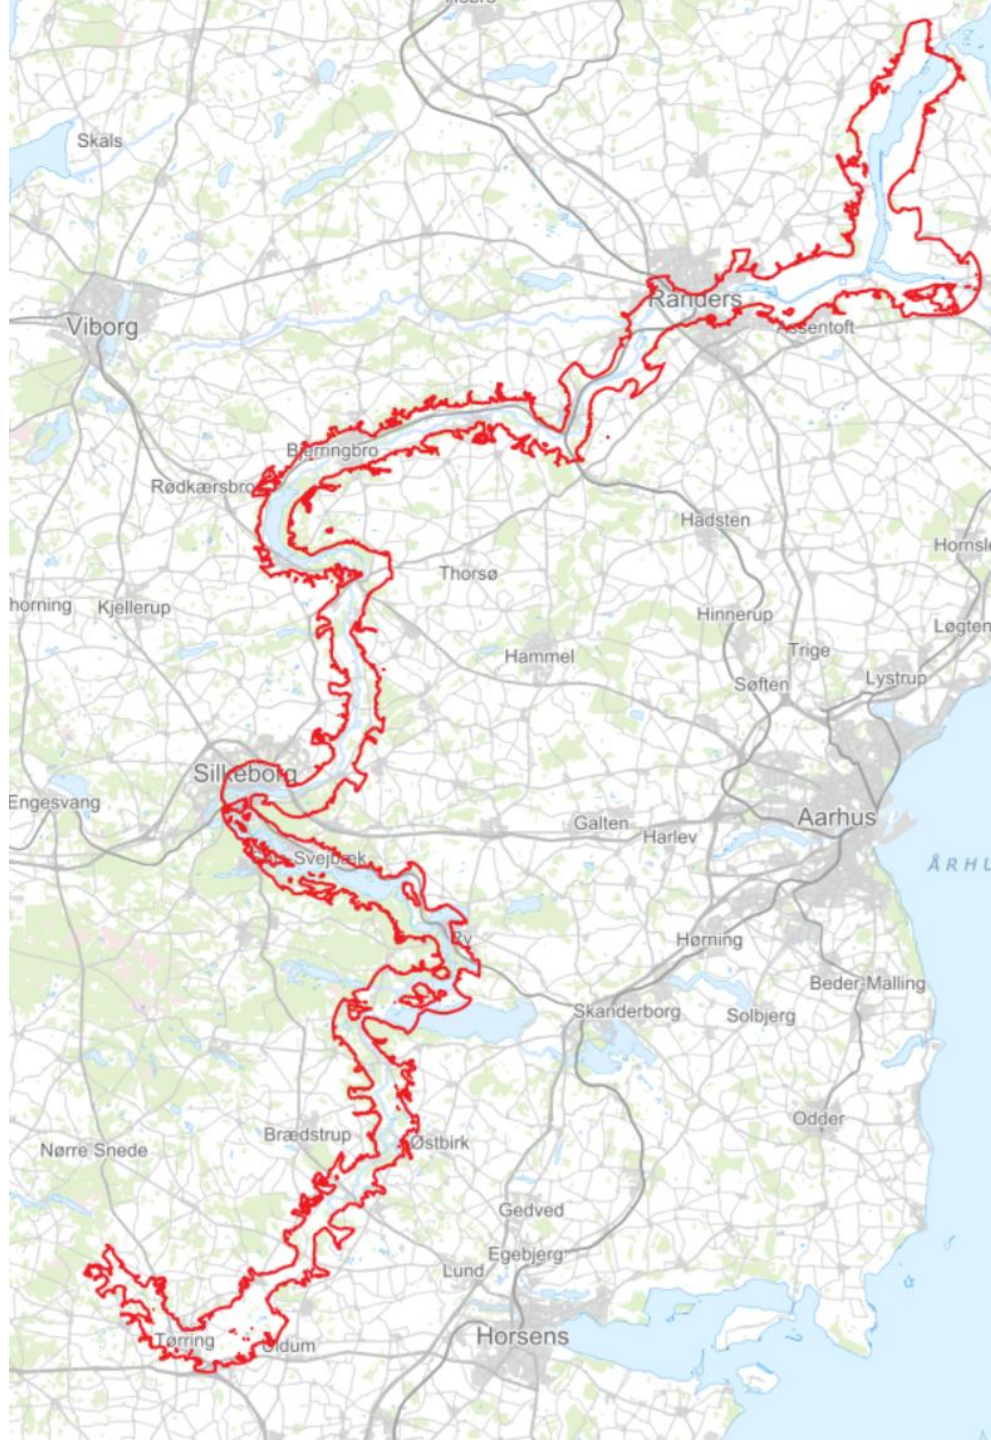 Skals
Randers
Viborg
Assentoft
Bjerringbro
Rødkærsbro
Hadsten
Thorsø
horning
Kjellerup
Hinnerup
Løgten
Trige
Hammel
Lystrup
Søften
Silkeborg
Engesvang
Aarhus
Galten
Harlev
Svejbæk
ÅRHU
Ry
Hørning
Beder-Malling
Skanderborg
Solbjerg
Odder
Brædstrup
Østbirk
Nørre Snede
Gedved
Egebjerg
Lund
Horsens
Tørring